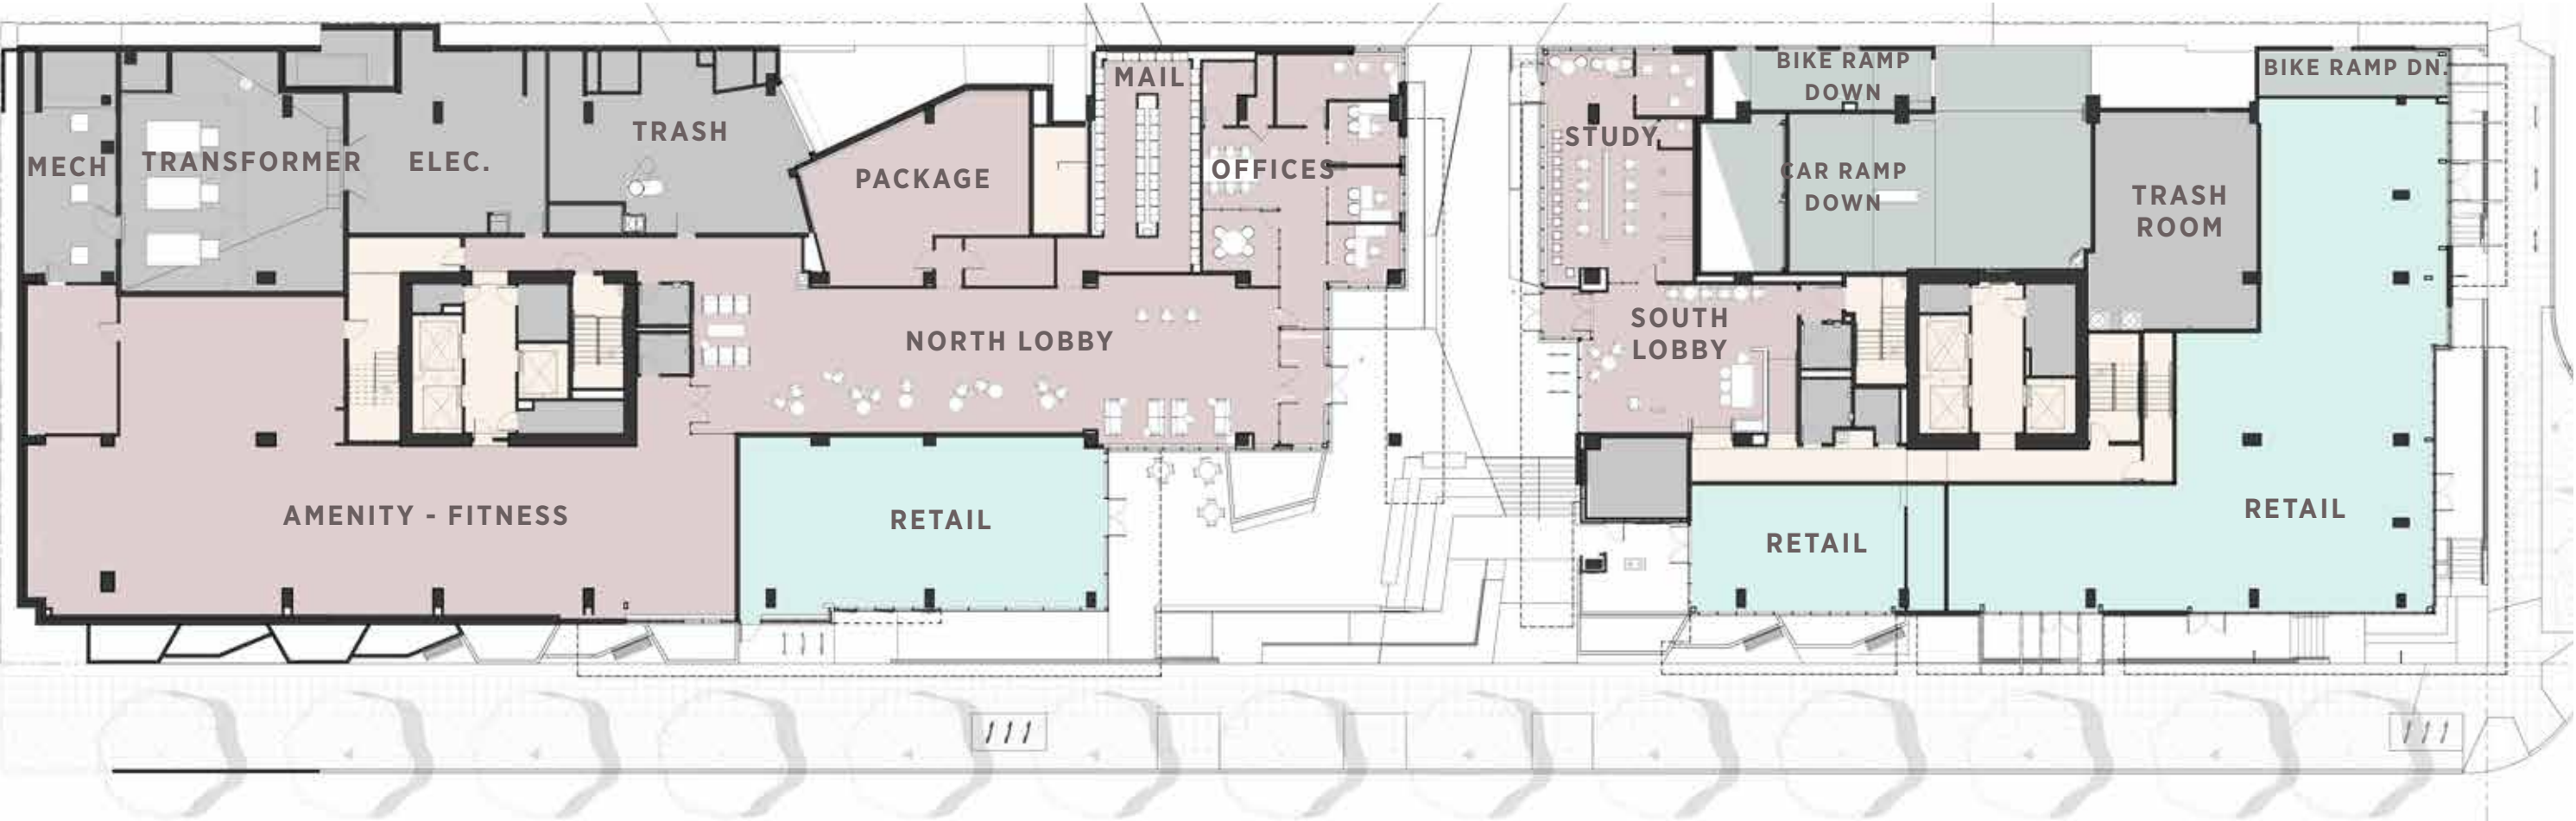 MECH
TRANSFORMER
ELEC.
TRASH
PACKAGE
MAIL
OFFICES
NORTH LOBBY
AMENITY - FITNESS
RETAIL
STUDY
BIKE RAMP
DOWN
CAR RAMP
DOWN
SOUTH
LOBBY
TRASH
ROOM
BIKE RAMP DN.
RETAIL
RETAIL